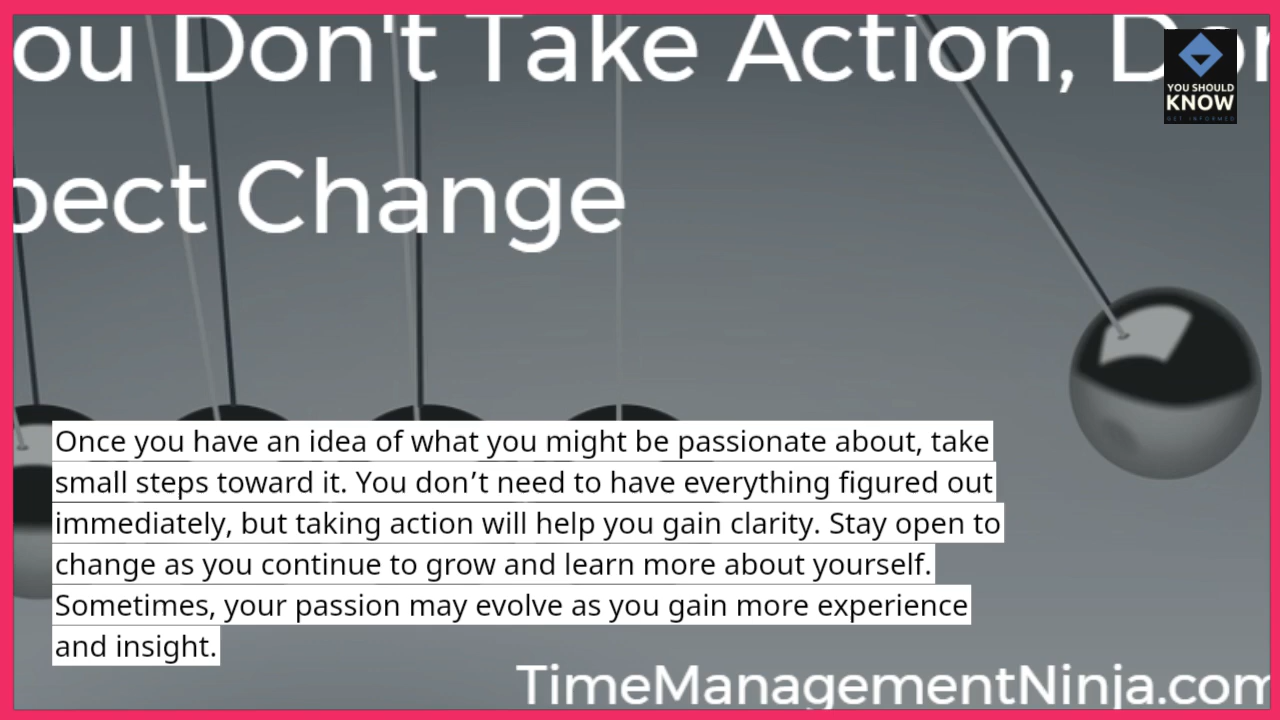 ou Don't Take Action, Don
pect Change
YOU SHOULD
KNOW
GET INFORMED
Once you have an idea of what you might be passionate about, take
small steps toward it. You don’t need to have everything figured out
immediately, but taking action will help you gain clarity. Stay open to
change as you continue to grow and learn more about yourself.
Sometimes, your passion may evolve as you gain more experience
and insight.
TimeManagementNinja.com